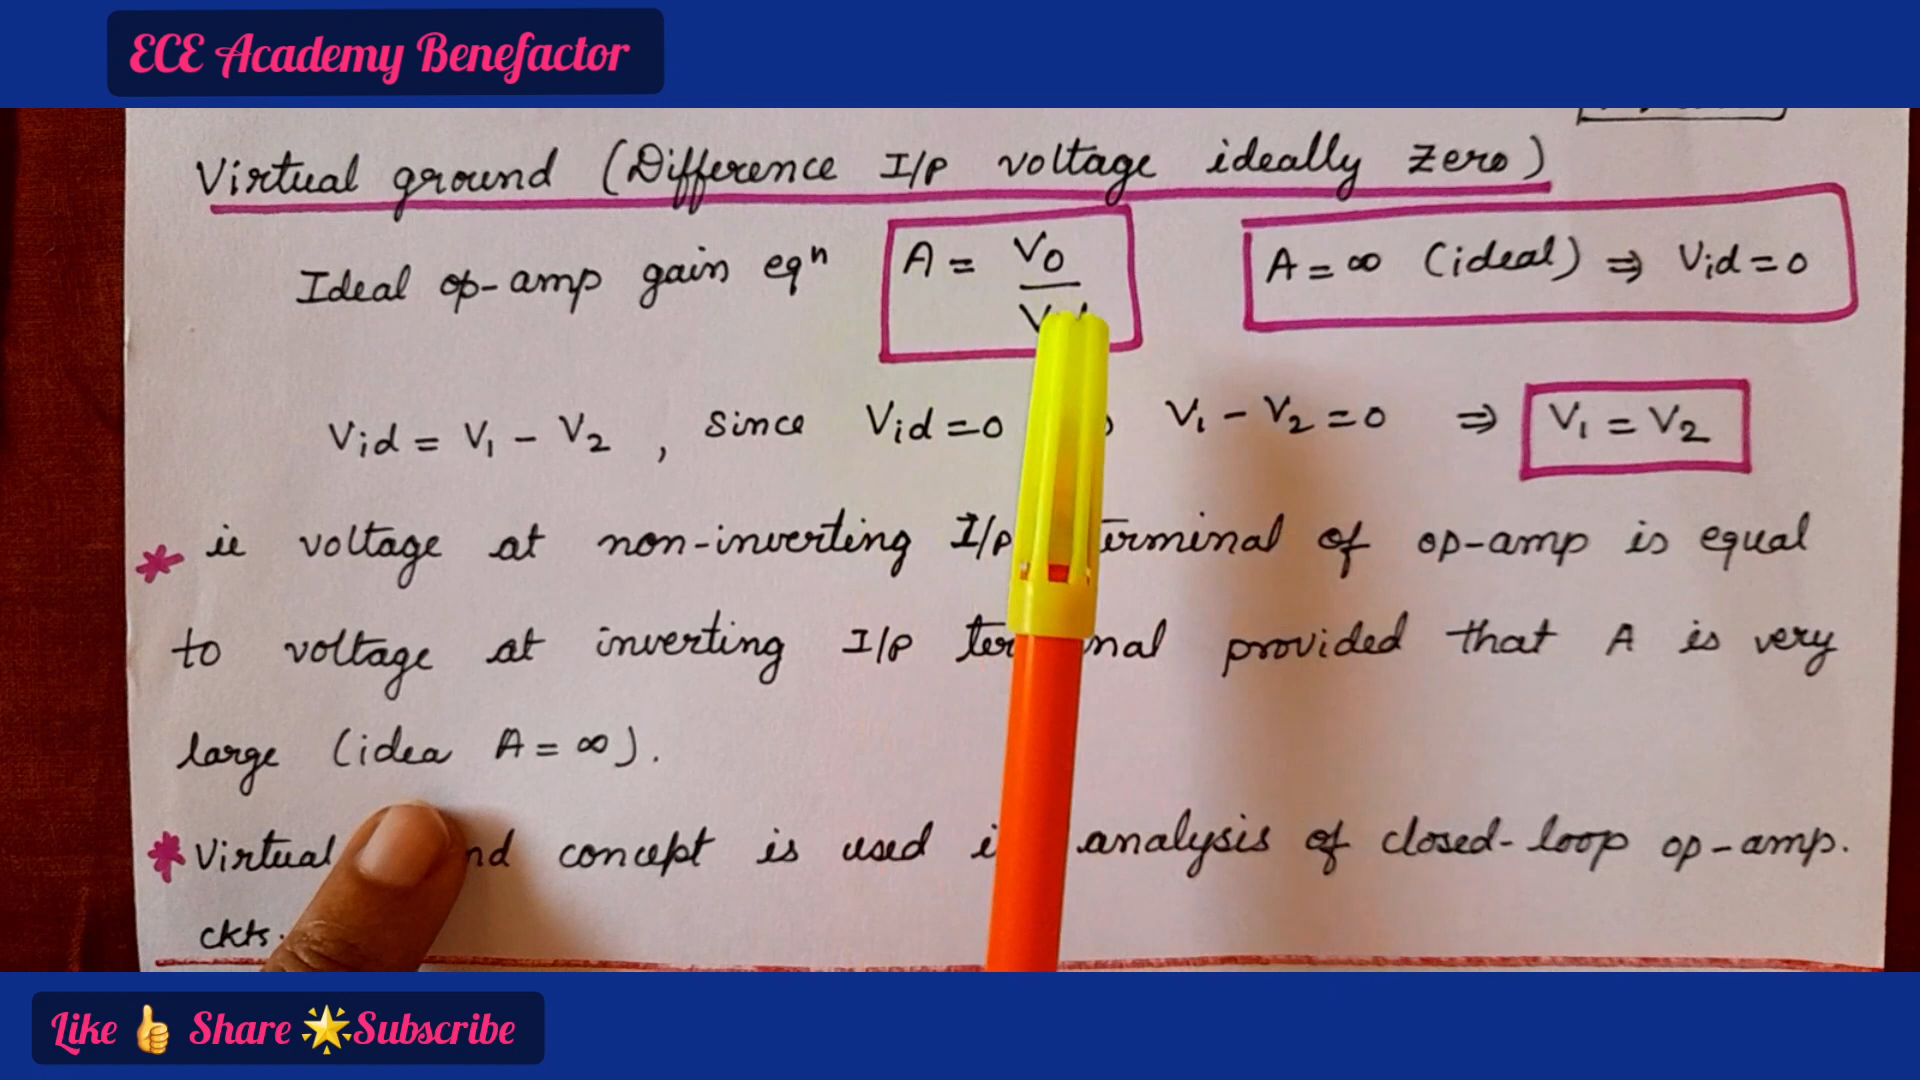 ECE Academy Benefactor
Virtual ground (Difference I/P voltage ideally zero)
Ideal op-amp gain eqn A = Vo / V
A = ∞ (ideal) ⇒ Vid = 0
Vid = V1 - V2 , Since Vid = 0 V1 - V2 = 0 ⇒ V1 = V2
* ie voltage at non-inverting I/P terminal of op-amp is equal
to voltage at inverting I/P terminal provided that A is very
large (idea A = ∞).
* Virtual concept is used analysis of closed-loop op-amp.
ckts.
Like 👍 Share 🌟Subscribe